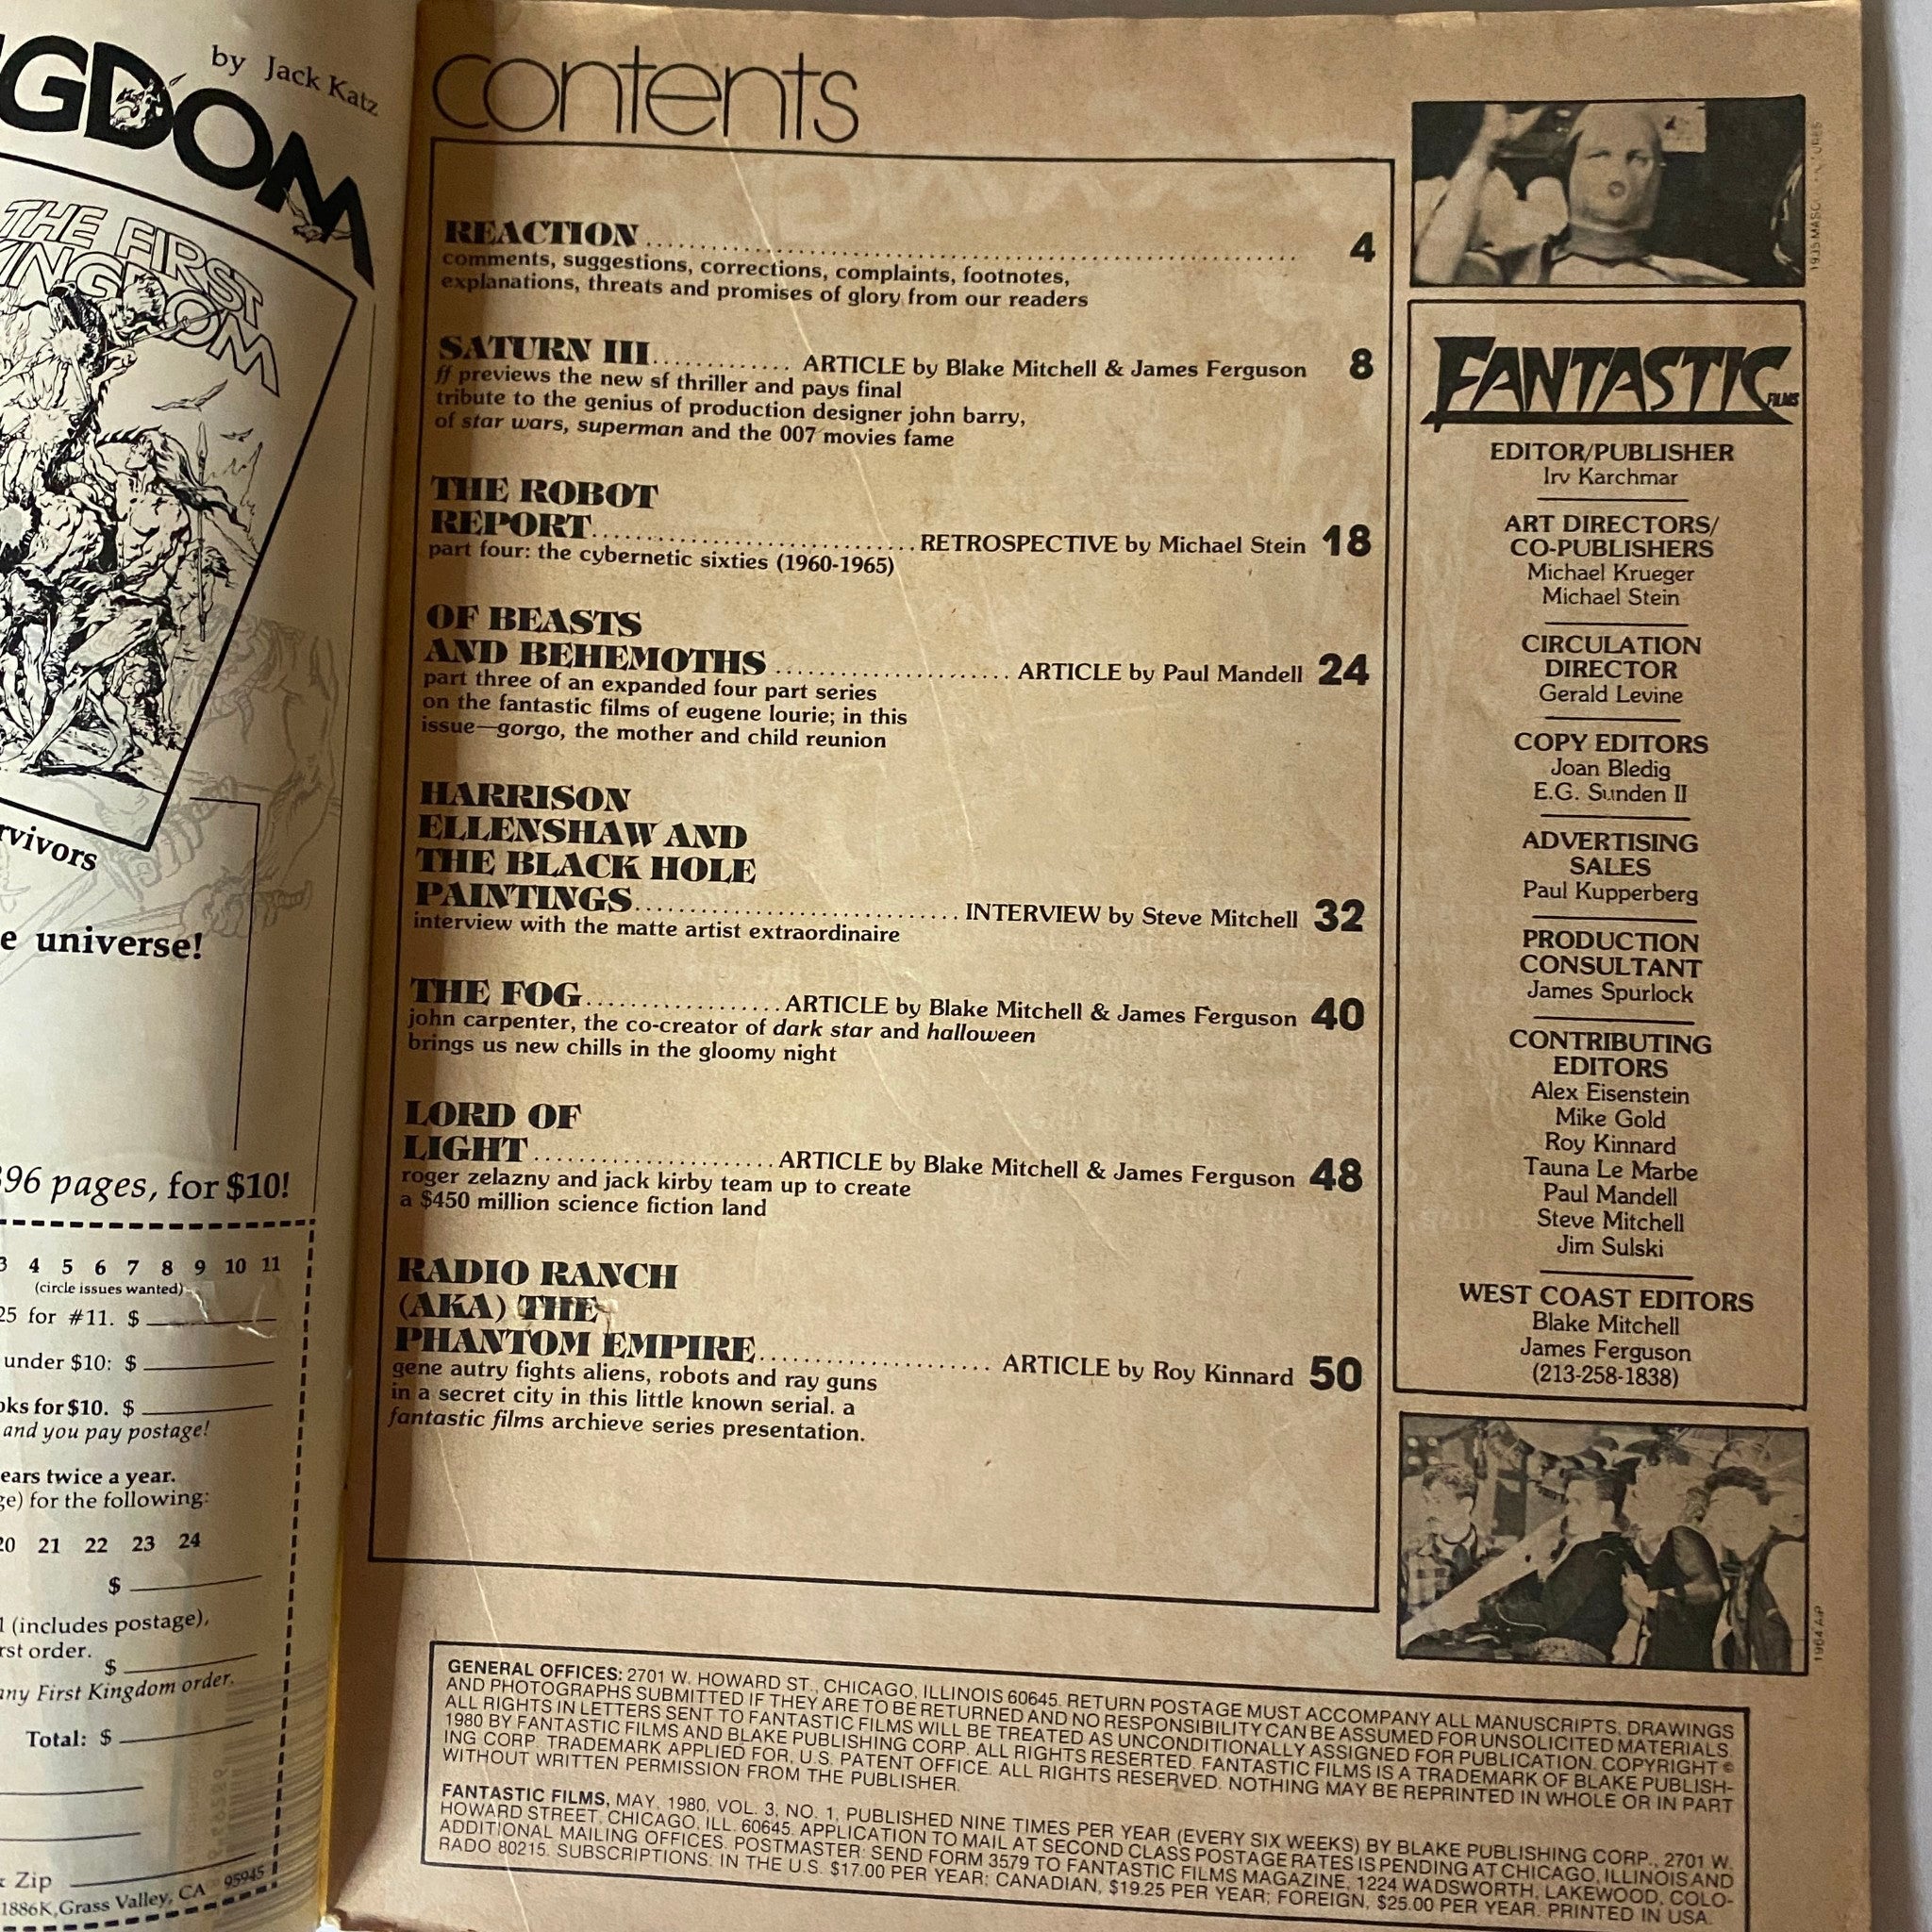 by Jack Katz
GDOM
THE FIRST
KINGDOM
rvivors
e universe!
396 pages, for $10!
3 4 5 6 7 8 9 10 11
(circle issues wanted)
25 for #11. $
under $10: $
oks for $10. $
and you pay postage!
ears twice a year.
ge) for the following:
20 21 22 23 24
$
l (includes postage),
rst order.
$
any First Kingdom order.
Total: $
& Zip
1886K, Grass Valley, CA 95945
contents
REACTION 4
comments, suggestions, corrections, complaints, footnotes,
explanations, threats and promises of glory from our readers
SATURN III ARTICLE by Blake Mitchell & James Ferguson 8
ff previews the new sf thriller and pays final
tribute to the genius of production designer john barry,
of star wars, superman and the 007 movies fame
THE ROBOT
REPORT RETROSPECTIVE by Michael Stein 18
part four: the cybernetic sixties (1960-1965)
OF BEASTS
AND BEHEMOTHS ARTICLE by Paul Mandell 24
part three of an expanded four part series
on the fantastic films of eugene lourie; in this
issue—gorgo, the mother and child reunion
HARRISON
ELLENSHAW AND
THE BLACK HOLE
PAINTINGS INTERVIEW by Steve Mitchell 32
interview with the matte artist extraordinaire
THE FOG ARTICLE by Blake Mitchell & James Ferguson 40
john carpenter, the co-creator of dark star and halloween
brings us new chills in the gloomy night
LORD OF
LIGHT ARTICLE by Blake Mitchell & James Ferguson 48
roger zelazny and jack kirby team up to create
a $450 million science fiction land
RADIO RANCH
(AKA) THE
PHANTOM EMPIRE ARTICLE by Roy Kinnard 50
gene autry fights aliens, robots and ray guns
in a secret city in this little known serial. a
fantastic films archieve series presentation.
FANTASTIC
FILMS
EDITOR/PUBLISHER
Irv Karchmar
ART DIRECTORS/
CO-PUBLISHERS
Michael Krueger
Michael Stein
CIRCULATION
DIRECTOR
Gerald Levine
COPY EDITORS
Joan Bledig
E.G. Sunden II
ADVERTISING
SALES
Paul Kupperberg
PRODUCTION
CONSULTANT
James Spurlock
CONTRIBUTING
EDITORS
Alex Eisenstein
Mike Gold
Roy Kinnard
Tauna Le Marbe
Paul Mandell
Steve Mitchell
Jim Sulski
WEST COAST EDITORS
Blake Mitchell
James Ferguson
(213-258-1838)
1964 AIP
GENERAL OFFICES: 2701 W. HOWARD ST., CHICAGO, ILLINOIS 60645. RETURN POSTAGE MUST ACCOMPANY ALL MANUSCRIPTS, DRAWINGS
AND PHOTOGRAPHS SUBMITTED IF THEY ARE TO BE RETURNED AND NO RESPONSIBILITY CAN BE ASSUMED FOR UNSOLICITED MATERIALS.
ALL RIGHTS IN LETTERS SENT TO FANTASTIC FILMS WILL BE TREATED AS UNCONDITIONALLY ASSIGNED FOR PUBLICATION. COPYRIGHT ©
1980 BY FANTASTIC FILMS AND BLAKE PUBLISHING CORP. ALL RIGHTS RESERTED. FANTASTIC FILMS IS A TRADEMARK OF BLAKE PUBLISH-
ING CORP. TRADEMARK APPLIED FOR, U.S. PATENT OFFICE. ALL RIGHTS RESERVED. NOTHING MAY BE REPRINTED IN WHOLE OR IN PART
WITHOUT WRITTEN PERMISSION FROM THE PUBLISHER.
FANTASTIC FILMS, MAY, 1980, VOL. 3, NO. 1, PUBLISHED NINE TIMES PER YEAR (EVERY SIX WEEKS) BY BLAKE PUBLISHING CORP., 2701 W.
HOWARD STREET, CHICAGO, ILL. 60645. APPLICATION TO MAIL AT SECOND CLASS POSTAGE RATES IS PENDING AT CHICAGO, ILLINOIS AND
ADDITIONAL MAILING OFFICES. POSTMASTER: SEND FORM 3579 TO FANTASTIC FILMS MAGAZINE, 1224 WADSWORTH, LAKEWOOD, COLO-
RADO 80215. SUBSCRIPTIONS: IN THE U.S. $17.00 PER YEAR; CANADIAN, $19.25 PER YEAR; FOREIGN, $25.00 PER YEAR. PRINTED IN USA.